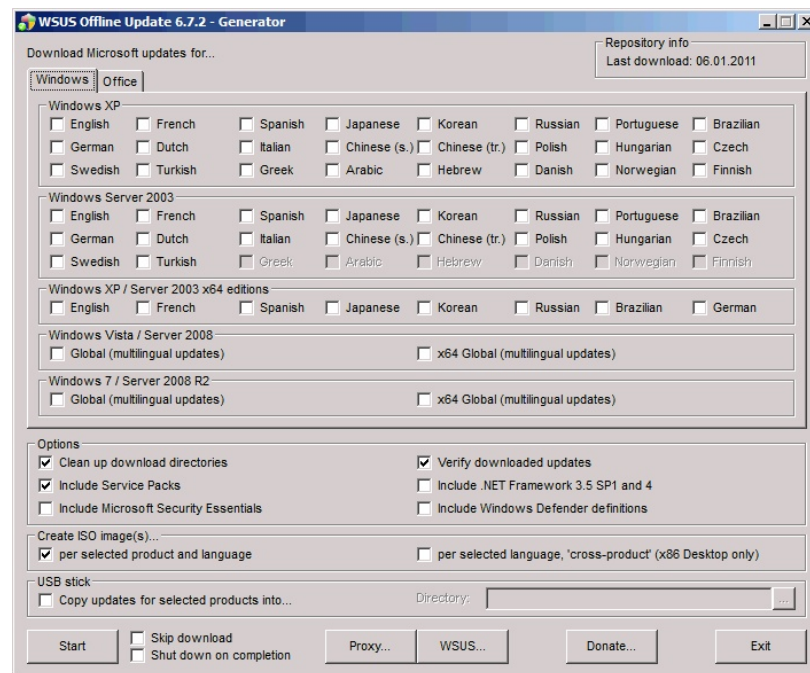 WSUS Offline Update 6.7.2 - Generator
Download Microsoft updates for...
Repository info
Last download: 06.01.2011
Windows Office
Windows XP
English French Spanish Japanese Korean Russian Portuguese Brazilian
German Dutch Italian Chinese (s.) Chinese (tr.) Polish Hungarian Czech
Swedish Turkish Greek Arabic Hebrew Danish Norwegian Finnish
Windows Server 2003
English French Spanish Japanese Korean Russian Portuguese Brazilian
German Dutch Italian Chinese (s.) Chinese (tr.) Polish Hungarian Czech
Swedish Turkish Greek Arabic Hebrew Danish Norwegian Finnish
Windows XP / Server 2003 x64 editions
English French Spanish Japanese Korean Russian Brazilian German
Windows Vista / Server 2008
Global (multilingual updates) x64 Global (multilingual updates)
Windows 7 / Server 2008 R2
Global (multilingual updates) x64 Global (multilingual updates)
Options
Clean up download directories Verify downloaded updates
Include Service Packs Include .NET Framework 3.5 SP1 and 4
Include Microsoft Security Essentials Include Windows Defender definitions
Create ISO image(s)...
per selected product and language per selected language, 'cross-product' (x86 Desktop only)
USB stick
Copy updates for selected products into... Directory: ...
Start Skip download Proxy... WSUS... Donate... Exit
Shut down on completion